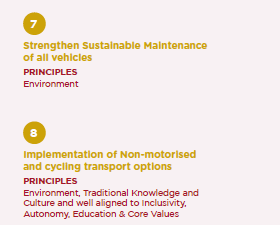 7
Strengthen Sustainable Maintenance
of all vehicles
PRINCIPLES
Environment
8
Implementation of Non-motorised
and cycling transport options
PRINCIPLES
Environment, Traditional Knowledge and
Culture and well aligned to Inclusivity,
Autonomy, Education & Core Values